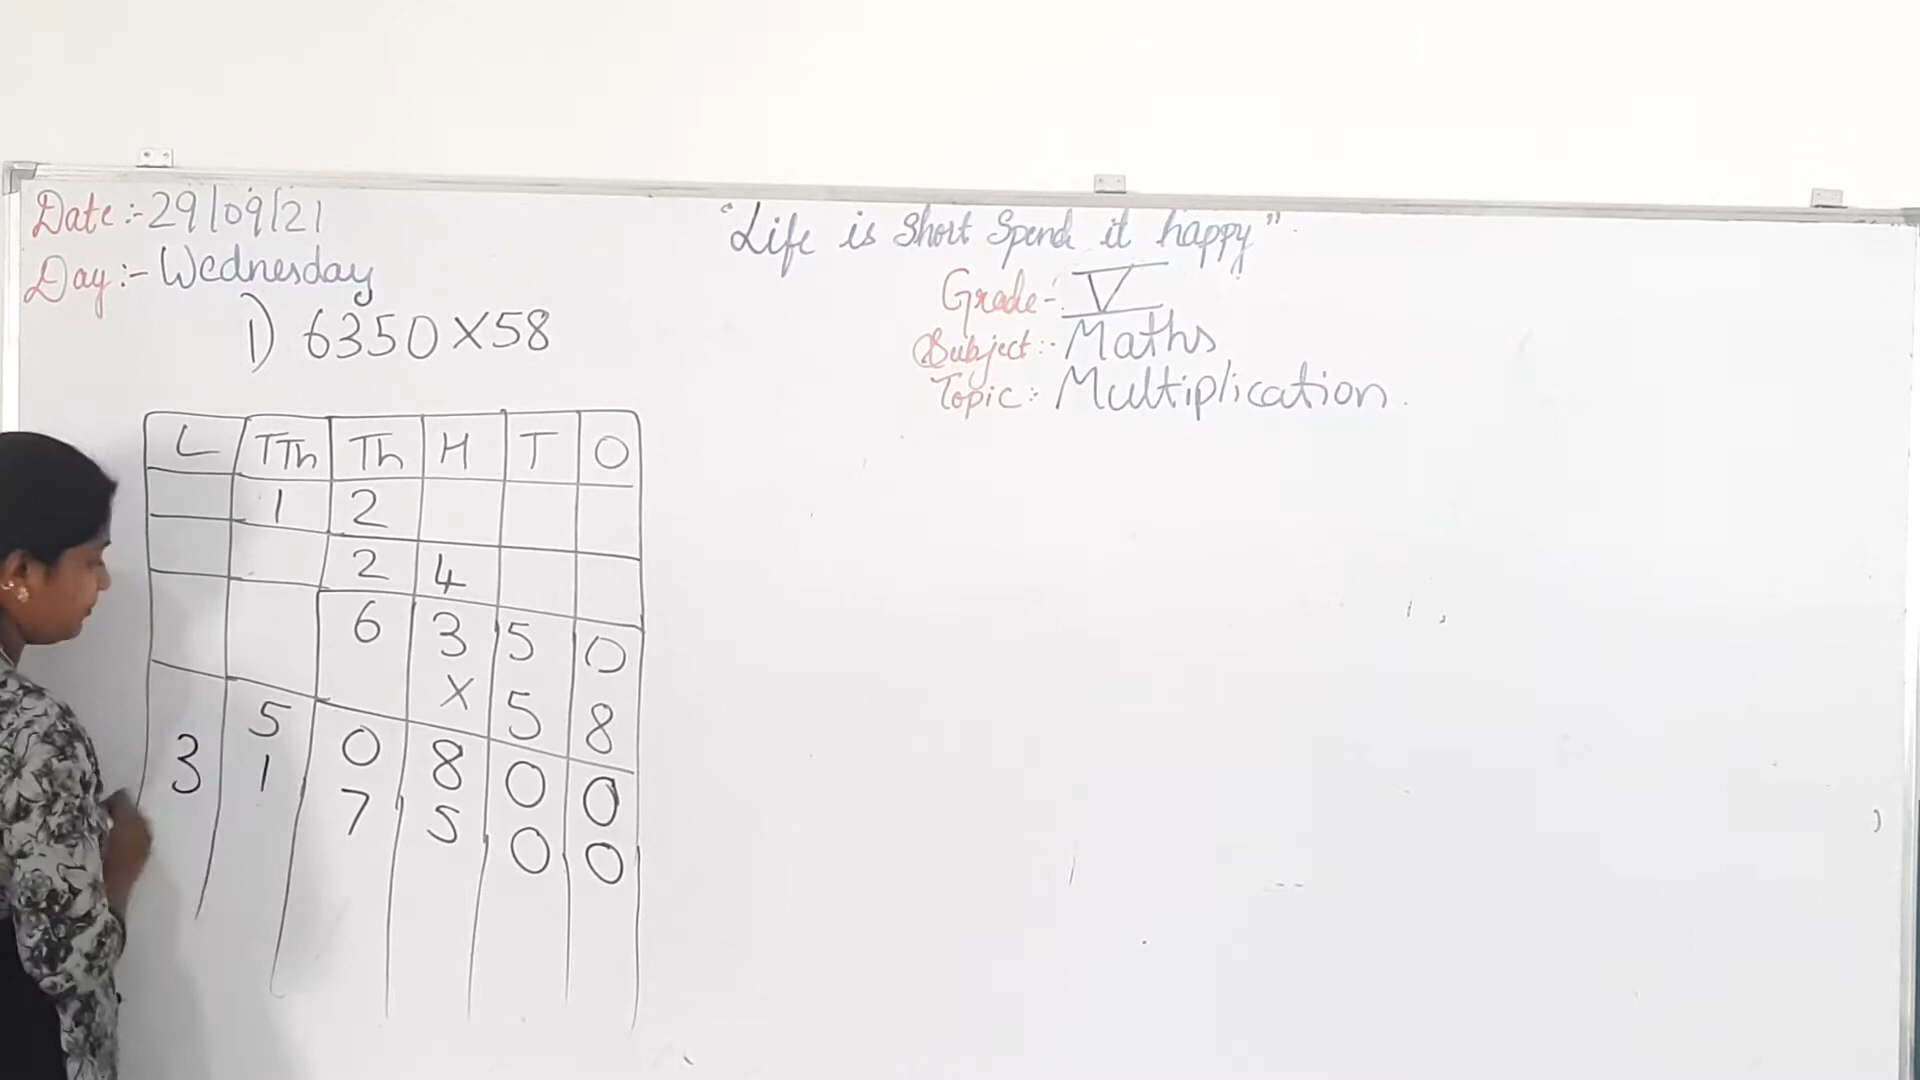 Date:- 29/09/21
Day:- Wednesday
"Life is short Spend it happy"
Grade- V
Subject:- Maths
Topic:- Multiplication.
1) 6350X58
L TTh Th H T O
1 2
2 4
6 3 5 0
X 5 8
5 0 8 0 0
3 1 7 5 0 0